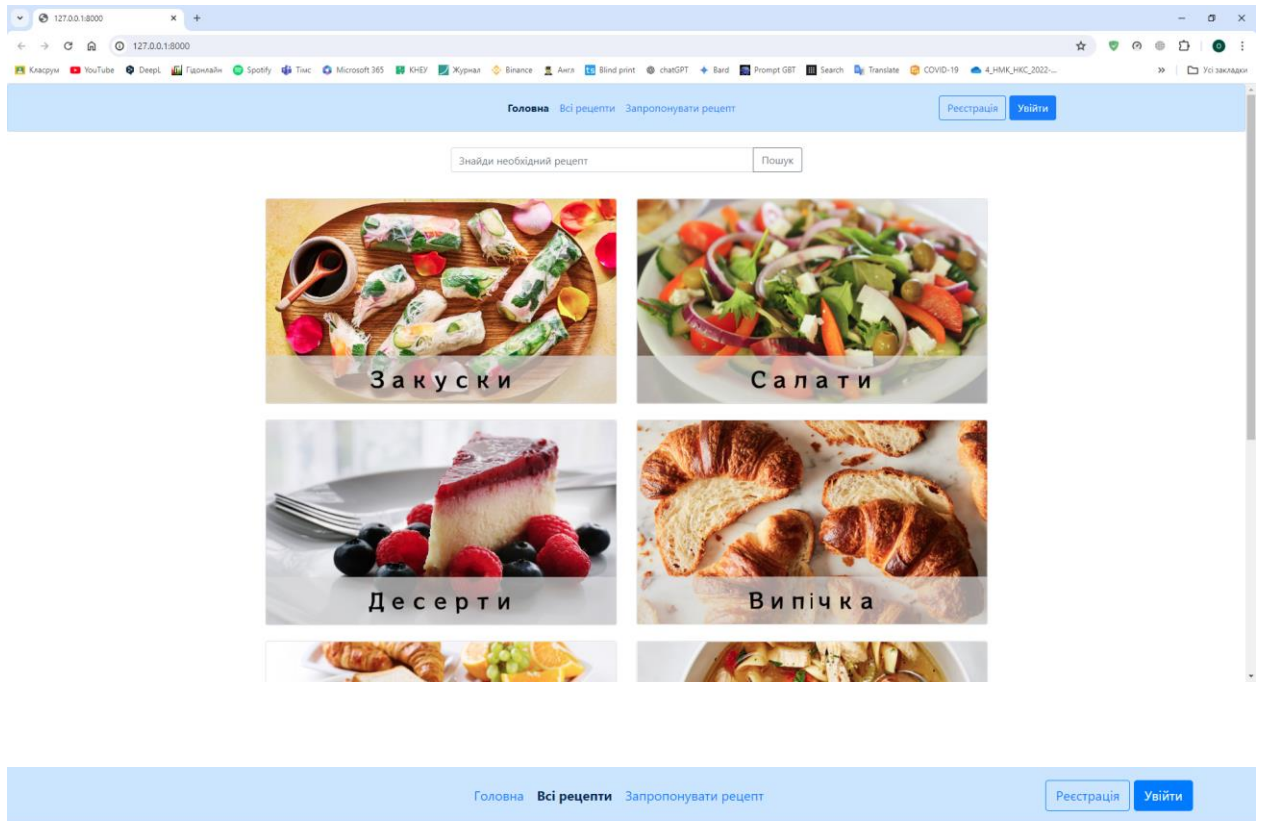 127.0.0.1:8000
127.0.0.1:8000
Класрум YouTube DeepL Гідонлайн Spotify Тімс Microsoft 365 КНЕУ Журнал Binance Англ Blind print chatGPT Bard Prompt GBT Search Translate COVID-19 4_НМК_НКС_2022-... » Усі закладки
Головна Всі рецепти Запропонувати рецепт Реєстрація Увійти
Знайди необхідний рецепт Пошук
Закуски Салати
Десерти Випічка
Головна Всі рецепти Запропонувати рецепт Реєстрація Увійти